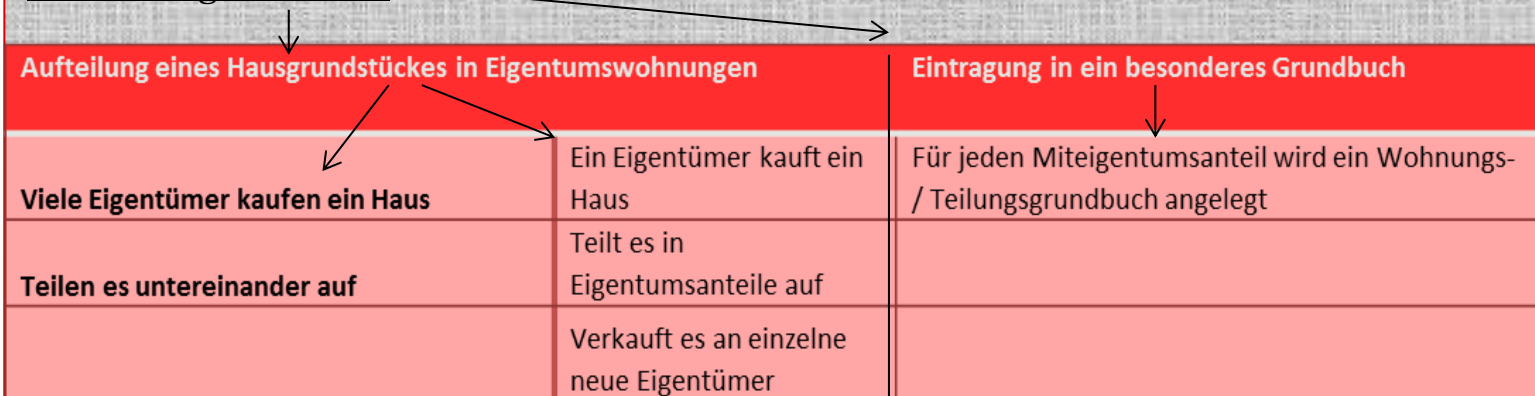 Aufteilung eines Hausgrundstückes in Eigentumswohnungen
Eintragung in ein besonderes Grundbuch
Viele Eigentümer kaufen ein Haus
Ein Eigentümer kauft ein
Haus
Für jeden Miteigentumsanteil wird ein Wohnungs-
/ Teilungsgrundbuch angelegt
Teilen es untereinander auf
Teilt es in
Eigentumsanteile auf
Verkauft es an einzelne
neue Eigentümer